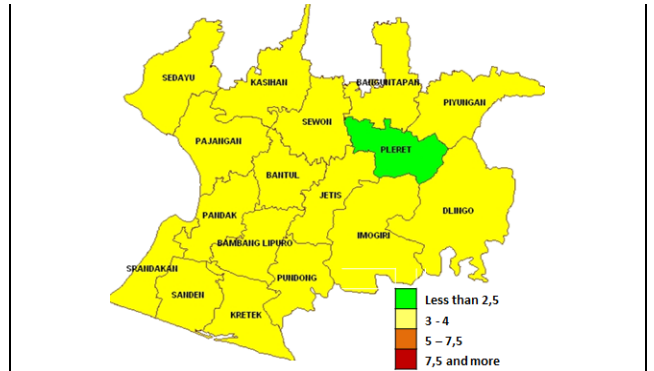 SEDAYU
KASIHAN
BANGUNTAPAN
PIYUNGAN
SEWON
PAJANGAN
PLERET
BANTUL
JETIS
PANDAK
DLINGO
IMOGIRI
BAMBANG LIPURO
SRANDAKAN
PUNDONG
SANDEN
KRETEK
Less than 2,5
3 - 4
5 – 7,5
7,5 and more